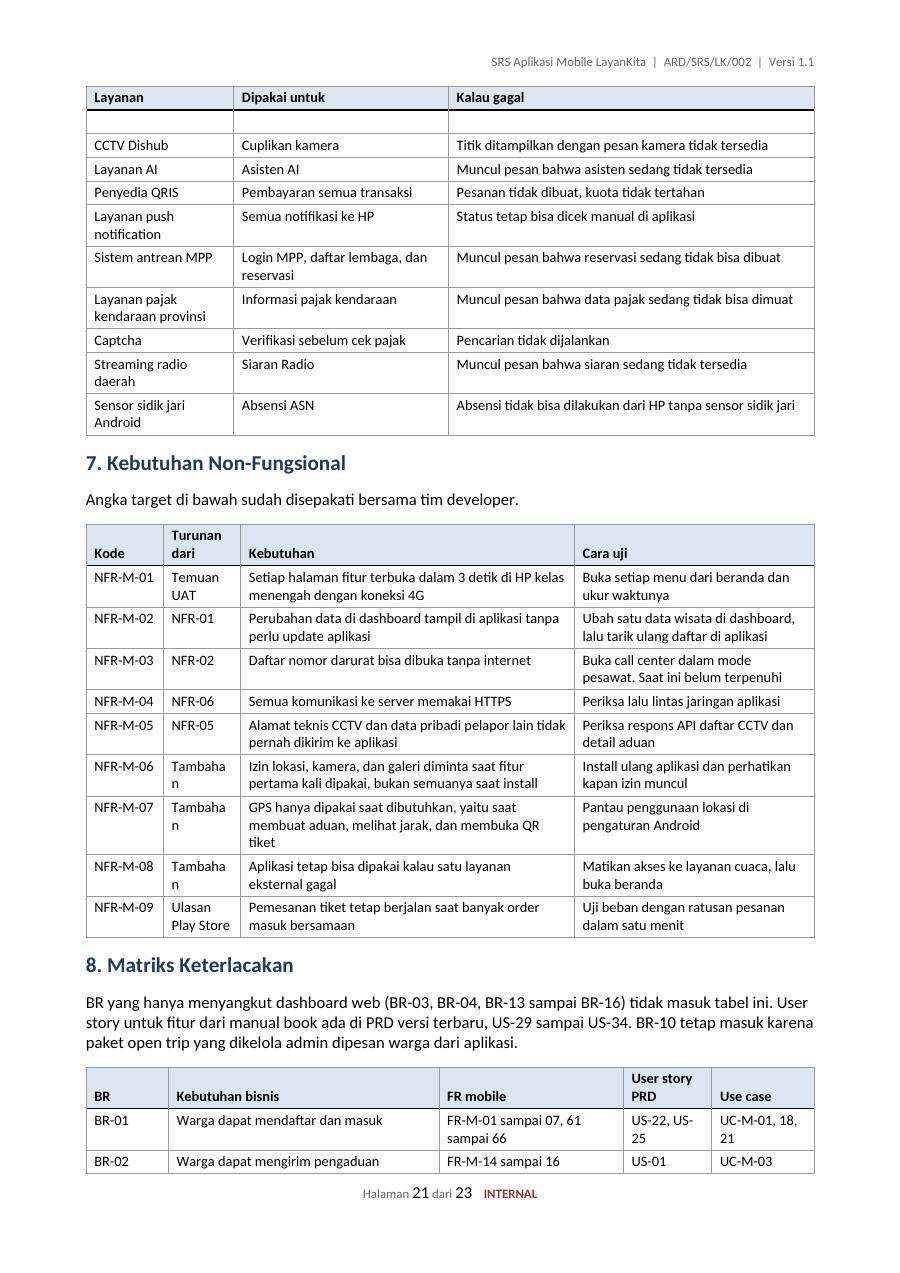 SRS Aplikasi Mobile LayanKita | ARD/SRS/LK/002 | Versi 1.1
Layanan Dipakai untuk Kalau gagal
CCTV Dishub Cuplikan kamera Titik ditampilkan dengan pesan kamera tidak tersedia
Layanan AI Asisten AI Muncul pesan bahwa asisten sedang tidak tersedia
Penyedia QRIS Pembayaran semua transaksi Pesanan tidak dibuat, kuota tidak tertahan
Layanan push Semua notifikasi ke HP Status tetap bisa dicek manual di aplikasi
notification
Sistem antrean MPP Login MPP, daftar lembaga, dan Muncul pesan bahwa reservasi sedang tidak bisa dibuat
reservasi
Layanan pajak Informasi pajak kendaraan Muncul pesan bahwa data pajak sedang tidak bisa dimuat
kendaraan provinsi
Captcha Verifikasi sebelum cek pajak Pencarian tidak dijalankan
Streaming radio Siaran Radio Muncul pesan bahwa siaran sedang tidak tersedia
daerah
Sensor sidik jari Absensi ASN Absensi tidak bisa dilakukan dari HP tanpa sensor sidik jari
Android
7. Kebutuhan Non-Fungsional
Angka target di bawah sudah disepakati bersama tim developer.
Turunan
Kode dari Kebutuhan Cara uji
NFR-M-01 Temuan Setiap halaman fitur terbuka dalam 3 detik di HP kelas Buka setiap menu dari beranda dan
UAT menengah dengan koneksi 4G ukur waktunya
NFR-M-02 NFR-01 Perubahan data di dashboard tampil di aplikasi tanpa Ubah satu data wisata di dashboard,
perlu update aplikasi lalu tarik ulang daftar di aplikasi
NFR-M-03 NFR-02 Daftar nomor darurat bisa dibuka tanpa internet Buka call center dalam mode
pesawat. Saat ini belum terpenuhi
NFR-M-04 NFR-06 Semua komunikasi ke server memakai HTTPS Periksa lalu lintas jaringan aplikasi
NFR-M-05 NFR-05 Alamat teknis CCTV dan data pribadi pelapor lain tidak Periksa respons API daftar CCTV dan
pernah dikirim ke aplikasi detail aduan
NFR-M-06 Tambaha Izin lokasi, kamera, dan galeri diminta saat fitur Install ulang aplikasi dan perhatikan
n pertama kali dipakai, bukan semuanya saat install kapan izin muncul
NFR-M-07 Tambaha GPS hanya dipakai saat dibutuhkan, yaitu saat Pantau penggunaan lokasi di
n membuat aduan, melihat jarak, dan membuka QR pengaturan Android
tiket
NFR-M-08 Tambaha Aplikasi tetap bisa dipakai kalau satu layanan Matikan akses ke layanan cuaca, lalu
n eksternal gagal buka beranda
NFR-M-09 Ulasan Pemesanan tiket tetap berjalan saat banyak order Uji beban dengan ratusan pesanan
Play Store masuk bersamaan dalam satu menit
8. Matriks Keterlacakan
BR yang hanya menyangkut dashboard web (BR-03, BR-04, BR-13 sampai BR-16) tidak masuk tabel ini. User
story untuk fitur dari manual book ada di PRD versi terbaru, US-29 sampai US-34. BR-10 tetap masuk karena
paket open trip yang dikelola admin dipesan warga dari aplikasi.
User story
BR Kebutuhan bisnis FR mobile PRD Use case
BR-01 Warga dapat mendaftar dan masuk FR-M-01 sampai 07, 61 US-22, US- UC-M-01, 18,
sampai 66 25 21
BR-02 Warga dapat mengirim pengaduan FR-M-14 sampai 16 US-01 UC-M-03
Halaman 21 dari 23 INTERNAL